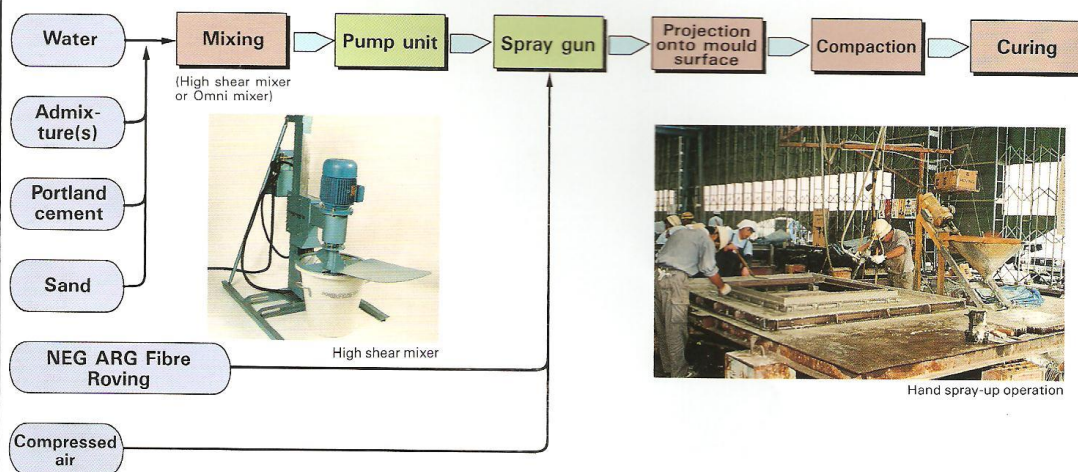 Water
Mixing
Pump unit
Spray gun
Projection
onto mould
surface
Compaction
Curing
(High shear mixer
or Omni mixer)
Admix-
ture(s)
Portland
cement
Sand
High shear mixer
NEG ARG Fibre
Roving
Hand spray-up operation
Compressed
air